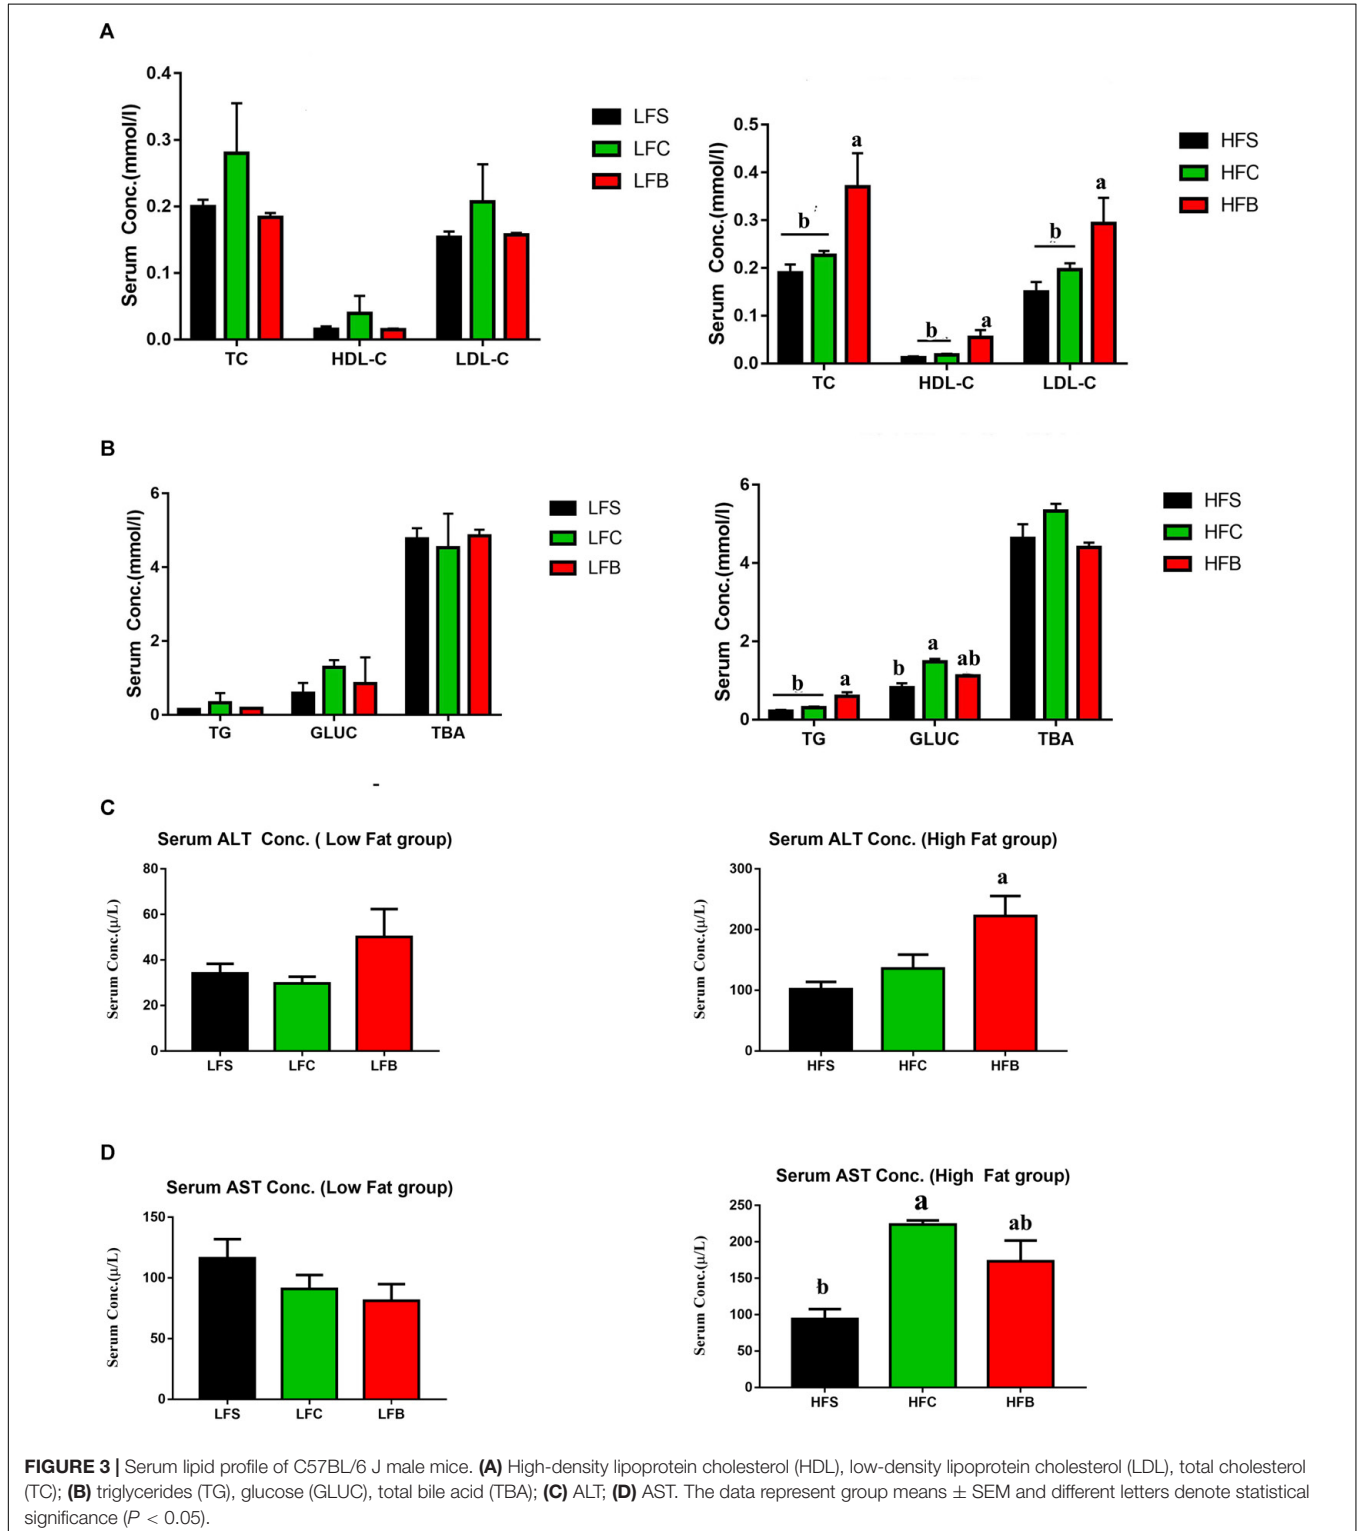 A
0.4
0.3
0.2
0.1
0.0
Serum Conc.(mmol/l)
TC HDL-C LDL-C
LFS
LFC
LFB
0.5
0.4
0.3
0.2
0.1
0.0
Serum Conc.(mmol/l)
b a b a b a
TC HDL-C LDL-C
HFS
HFC
HFB
B
6
4
2
0
Serum Conc.(mmol/l)
TG GLUC TBA
LFS
LFC
LFB
6
4
2
0
Serum Conc.(mmol/l)
b a b a ab
TG GLUC TBA
HFS
HFC
HFB
-
C
Serum ALT Conc. ( Low Fat group)
80
60
40
20
0
Serum Conc.(μ/L)
LFS LFC LFB
Serum ALT Conc. (High Fat group)
300
200
100
0
Serum Conc.(μ/L)
a
HFS HFC HFB
D
Serum AST Conc. (Low Fat group)
150
100
50
0
Serum Conc.(μ/L)
LFS LFC LFB
Serum AST Conc. (High Fat group)
250
200
150
100
50
0
Serum Conc.(μ/L)
b a ab
HFS HFC HFB
FIGURE 3 | Serum lipid profile of C57BL/6 J male mice. (A) High-density lipoprotein cholesterol (HDL), low-density lipoprotein cholesterol (LDL), total cholesterol
(TC); (B) triglycerides (TG), glucose (GLUC), total bile acid (TBA); (C) ALT; (D) AST. The data represent group means ± SEM and different letters denote statistical
significance (P < 0.05).